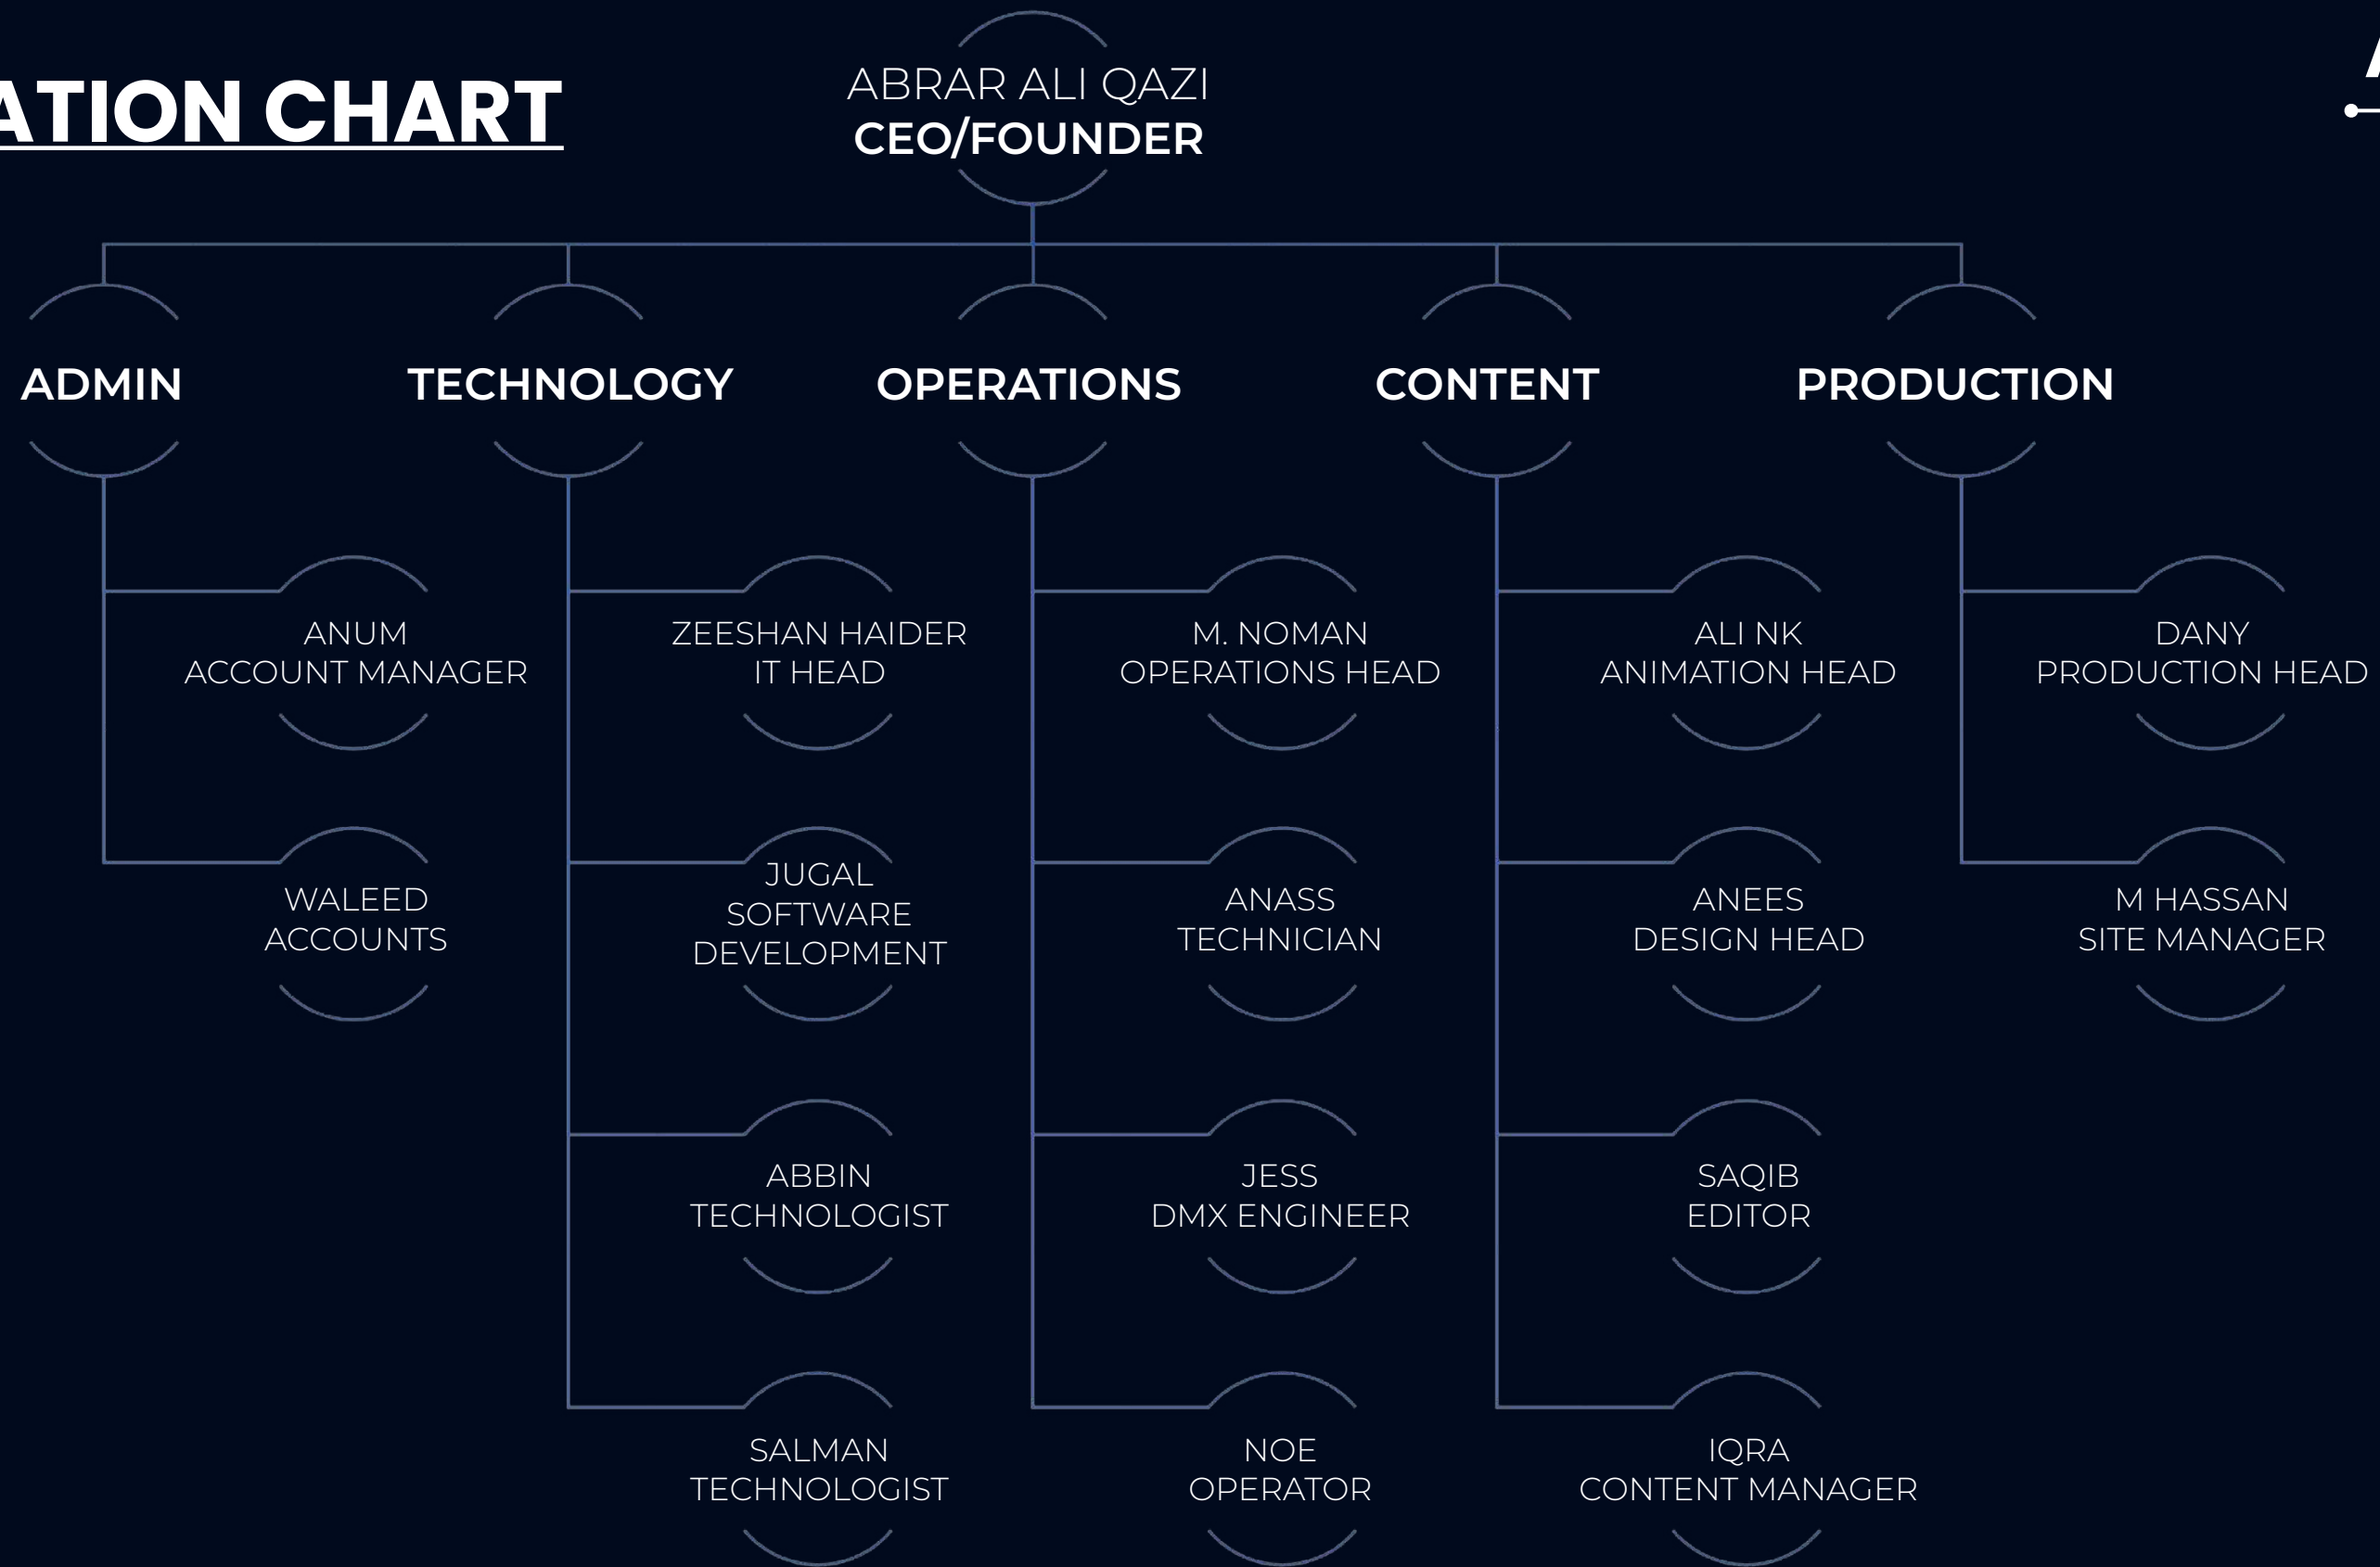 ATION CHART
ABRAR ALI QAZI
CEO/FOUNDER
ADMIN
TECHNOLOGY
OPERATIONS
CONTENT
PRODUCTION
ANUM
ACCOUNT MANAGER
ZEESHAN HAIDER
IT HEAD
M. NOMAN
OPERATIONS HEAD
ALI NK
ANIMATION HEAD
DANY
PRODUCTION HEAD
WALEED
ACCOUNTS
JUGAL
SOFTWARE
DEVELOPMENT
ANASS
TECHNICIAN
ANEES
DESIGN HEAD
M HASSAN
SITE MANAGER
ABBIN
TECHNOLOGIST
JESS
DMX ENGINEER
SAQIB
EDITOR
SALMAN
TECHNOLOGIST
NOE
OPERATOR
IQRA
CONTENT MANAGER